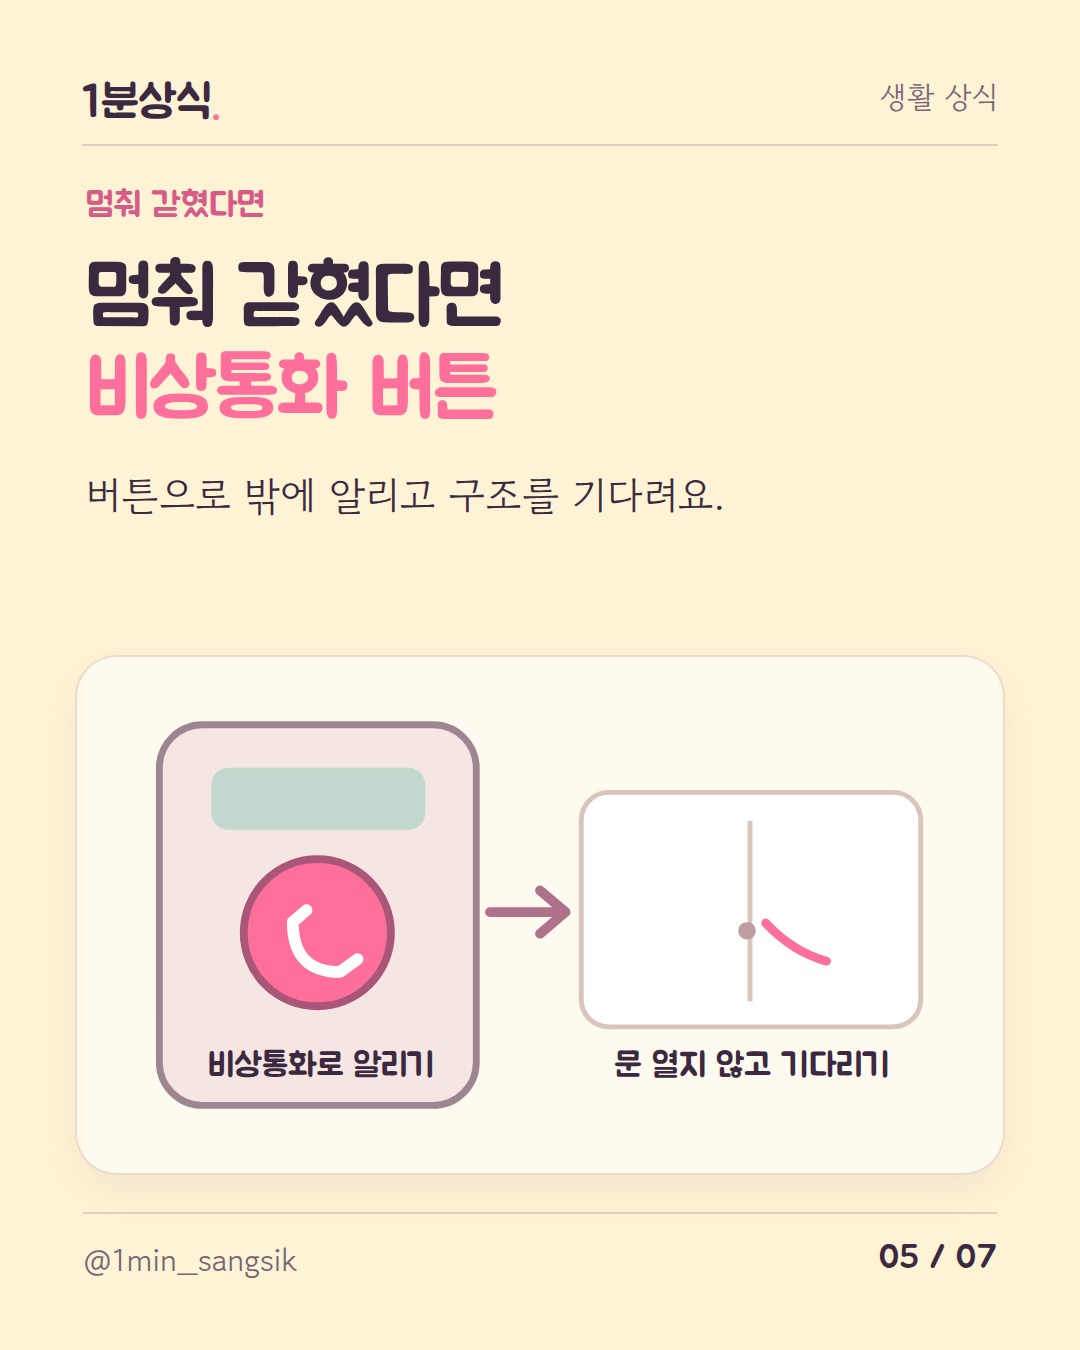 1분상식.
생활 상식
멈춰 갇혔다면
멈춰 갇혔다면
비상통화 버튼
버튼으로 밖에 알리고 구조를 기다려요.
비상통화로 알리기
문 열지 않고 기다리기
@1min_sangsik
05 / 07